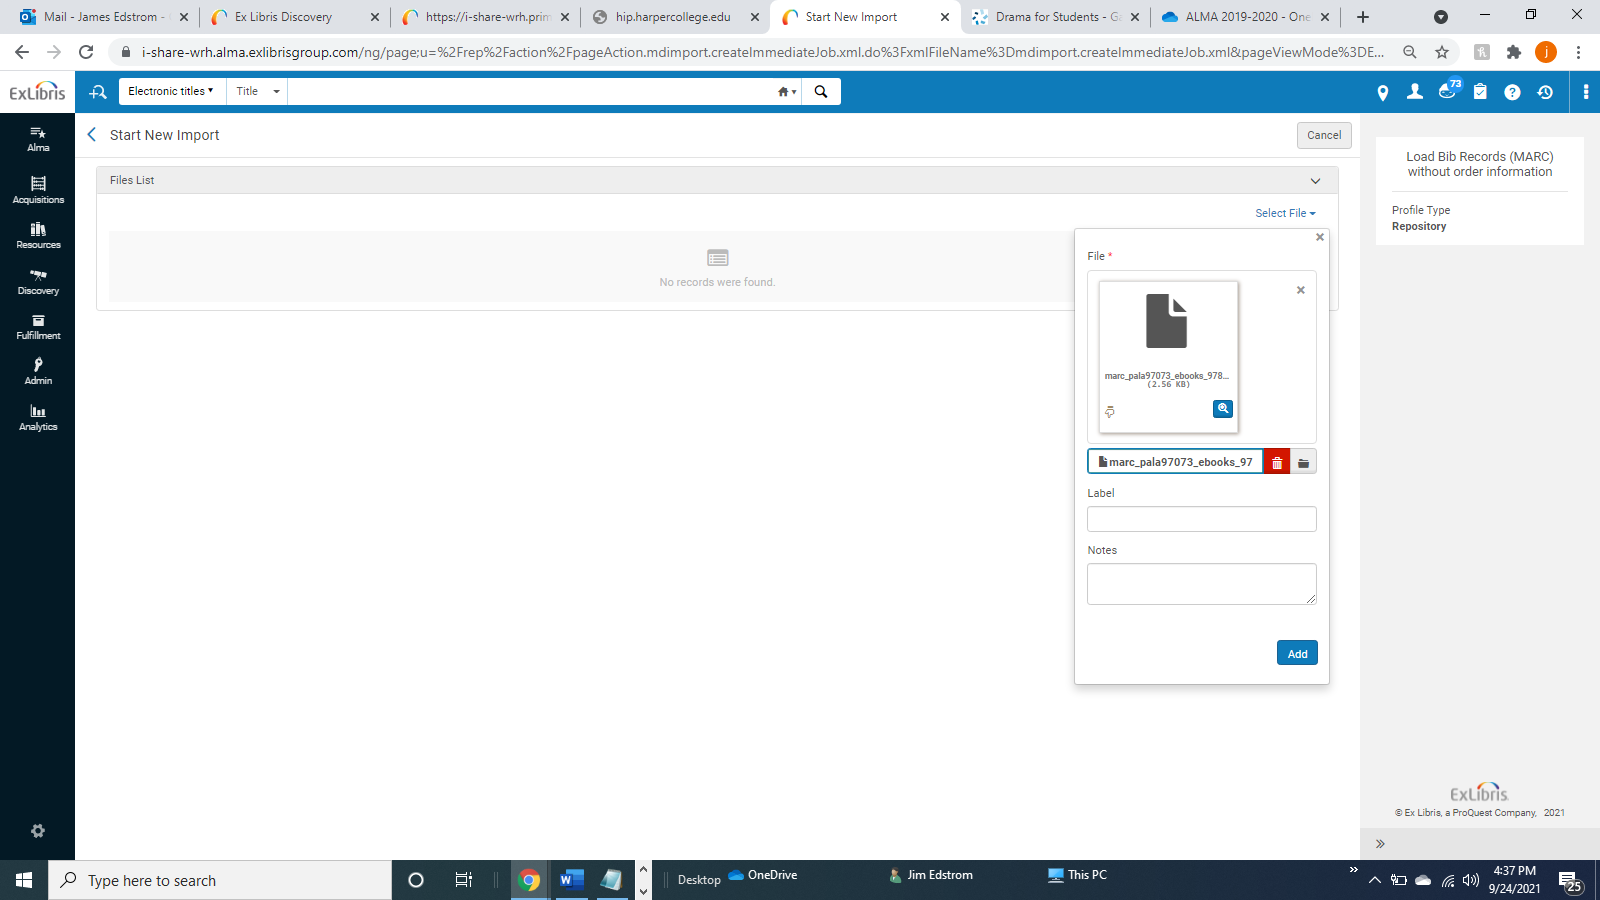 Mail - James Edstrom -
Ex Libris Discovery
https://i-share-wrh.prim
hip.harpercollege.edu
Start New Import
Drama for Students - Ga
ALMA 2019-2020 - One
i-share-wrh.alma.exlibrisgroup.com/ng/page;u=%2Frep%2Faction%2FpageAction.mdimport.createImmediateJob.xml.do%3FxmlFileName%3Dmdimport.createImmediateJob.xml&pageViewMode%3DE...
j
ExLibris
Electronic titles
Title
73
Alma
Acquisitions
Resources
Discovery
Fulfillment
Admin
Analytics
Start New Import
Cancel
Files List
Select File
No records were found.
File *
marc_pala97073_ebooks_978...
(2.56 KB)
marc_pala97073_ebooks_97
Label
Notes
Add
Load Bib Records (MARC)
without order information
Profile Type
Repository
ExLibris
© Ex Libris, a ProQuest Company, 2021
Type here to search
Desktop
OneDrive
Jim Edstrom
This PC
4:37 PM
9/24/2021
25